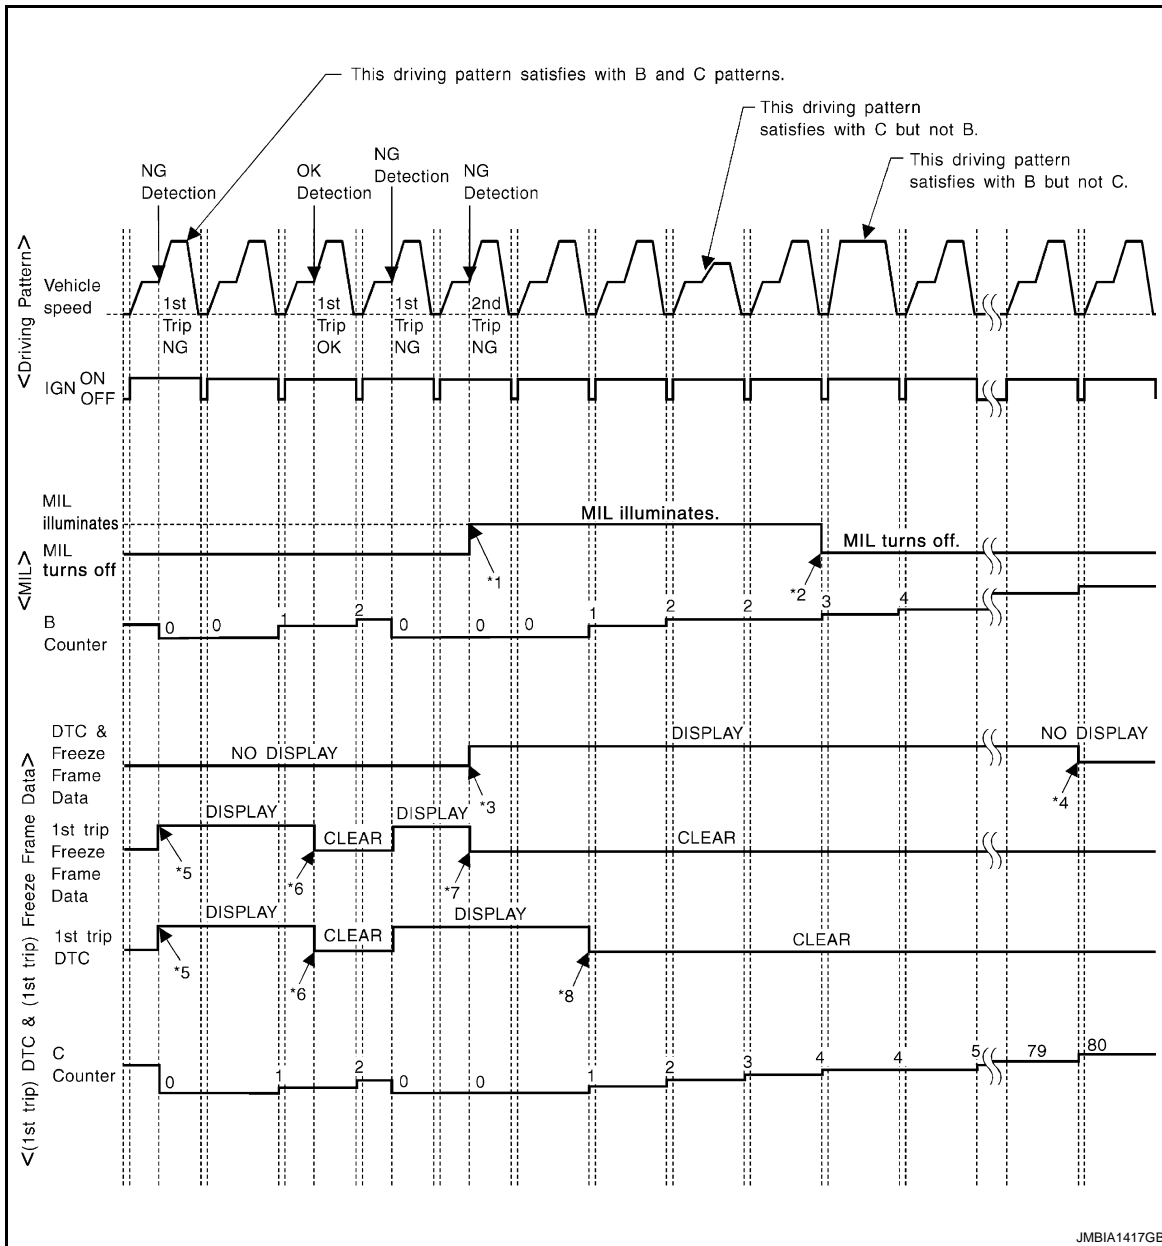 This driving pattern satisfies with B and C patterns.
This driving pattern
satisfies with C but not B.
This driving pattern
satisfies with B but not C.
NG
Detection
OK
Detection
NG
Detection
NG
Detection
<Driving Pattern>
Vehicle
speed
1st
Trip
NG
1st
Trip
OK
1st
Trip
NG
2nd
Trip
NG
IGN ON
OFF
<MIL>
MIL
illuminates
MIL
turns off
MIL illuminates.
MIL turns off.
*1
*2
B
Counter
0 0 1 2 0 0 0 1 2 2 3 4
<(1st trip) DTC & (1st trip) Freeze Frame Data>
DTC &
Freeze
Frame
Data
NO DISPLAY
DISPLAY
NO DISPLAY
*3
*4
1st trip
Freeze
Frame
Data
DISPLAY
CLEAR
DISPLAY
CLEAR
*5
*6
*7
1st trip
DTC
DISPLAY
CLEAR
DISPLAY
CLEAR
*5
*6
*8
C
Counter
0 1 2 0 0 1 2 3 4 4 5 79 80
JMBIA1417GB